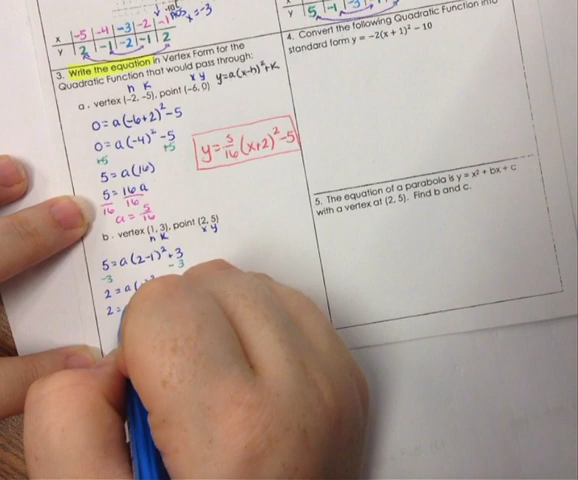 x -5 -4 -3 -2 -1 x=-3
y 2 -1 -2 -1 2
y 5 -1 -3
3. Write the equation in Vertex Form for the
Quadratic Function that would pass through:
h k x y y=a(x-h)²+k
a. vertex (-2, -5), point (-6, 0)
0=a(-6+2)²-5
0=a(-4)²-5
+5 +5
5=a(16)
5=16a
16 16
a=5/16
y=5/16(x+2)²-5
b. vertex (1, 3), point (2, 5)
h k x y
5=a(2-1)²+3
-3 -3
2=a(
2=
4. Convert the following Quadratic Function into
standard form y = -2(x + 1)² - 10
5. The equation of a parabola is y = x² + bx + c
with a vertex at (2, 5). Find b and c.